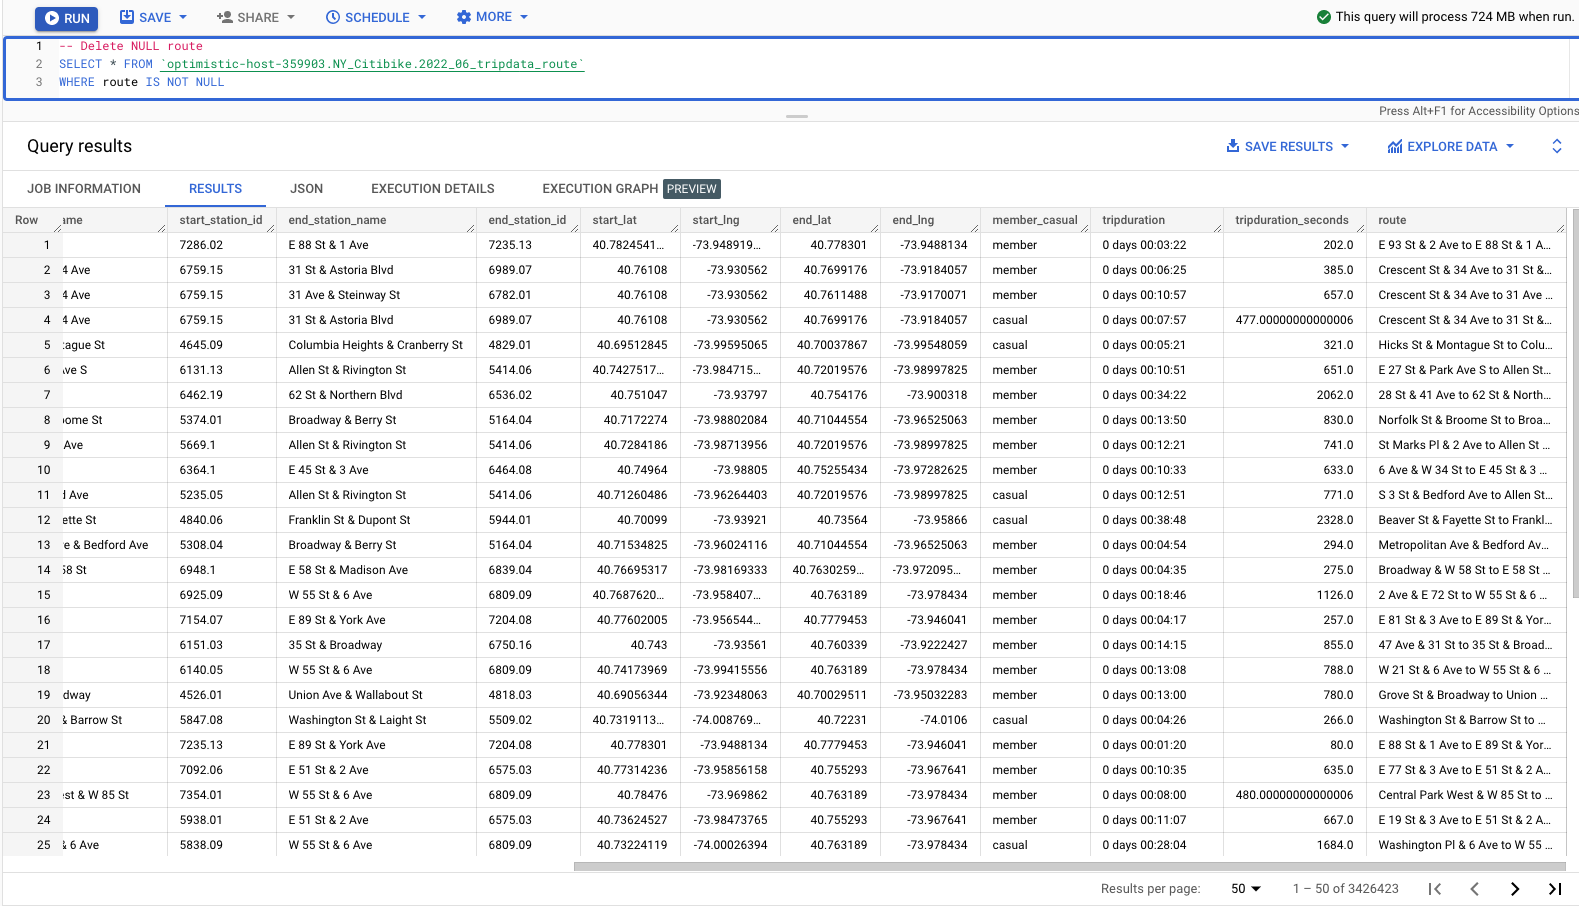 RUN SAVE SHARE SCHEDULE MORE This query will process 724 MB when run.
1 -- Delete NULL route
2 SELECT * FROM `optimistic-host-359903.NY_Citibike.2022_06_tripdata_route`
3 WHERE route IS NOT NULL
Press Alt+F1 for Accessibility Options
Query results SAVE RESULTS EXPLORE DATA
JOB INFORMATION RESULTS JSON EXECUTION DETAILS EXECUTION GRAPH PREVIEW
Row ame start_station_id end_station_name end_station_id start_lat start_lng end_lat end_lng member_casual tripduration tripduration_seconds route
1 7286.02 E 88 St & 1 Ave 7235.13 40.7824541... -73.948919... 40.778301 -73.9488134 member 0 days 00:03:22 202.0 E 93 St & 2 Ave to E 88 St & 1 A...
2 4 Ave 6759.15 31 St & Astoria Blvd 6989.07 40.76108 -73.930562 40.7699176 -73.9184057 member 0 days 00:06:25 385.0 Crescent St & 34 Ave to 31 St &...
3 4 Ave 6759.15 31 Ave & Steinway St 6782.01 40.76108 -73.930562 40.7611488 -73.9170071 member 0 days 00:10:57 657.0 Crescent St & 34 Ave to 31 Ave ...
4 4 Ave 6759.15 31 St & Astoria Blvd 6989.07 40.76108 -73.930562 40.7699176 -73.9184057 casual 0 days 00:07:57 477.00000000000006 Crescent St & 34 Ave to 31 St &...
5 tague St 4645.09 Columbia Heights & Cranberry St 4829.01 40.69512845 -73.99595065 40.70037867 -73.99548059 casual 0 days 00:05:21 321.0 Hicks St & Montague St to Colu...
6 Ave S 6131.13 Allen St & Rivington St 5414.06 40.7427517... -73.984715... 40.72019576 -73.98997825 member 0 days 00:10:51 651.0 E 27 St & Park Ave S to Allen St...
7 6462.19 62 St & Northern Blvd 6536.02 40.751047 -73.93797 40.754176 -73.900318 member 0 days 00:34:22 2062.0 28 St & 41 Ave to 62 St & North...
8 oome St 5374.01 Broadway & Berry St 5164.04 40.7172274 -73.98802084 40.71044554 -73.96525063 member 0 days 00:13:50 830.0 Norfolk St & Broome St to Broa...
9 Ave 5669.1 Allen St & Rivington St 5414.06 40.7284186 -73.98713956 40.72019576 -73.98997825 member 0 days 00:12:21 741.0 St Marks Pl & 2 Ave to Allen St ...
10 6364.1 E 45 St & 3 Ave 6464.08 40.74964 -73.98805 40.75255434 -73.97282625 member 0 days 00:10:33 633.0 6 Ave & W 34 St to E 45 St & 3 ...
11 d Ave 5235.05 Allen St & Rivington St 5414.06 40.71260486 -73.96264403 40.72019576 -73.98997825 casual 0 days 00:12:51 771.0 S 3 St & Bedford Ave to Allen St...
12 ette St 4840.06 Franklin St & Dupont St 5944.01 40.70099 -73.93921 40.73564 -73.95866 casual 0 days 00:38:48 2328.0 Beaver St & Fayette St to Frankl...
13 e & Bedford Ave 5308.04 Broadway & Berry St 5164.04 40.71534825 -73.96024116 40.71044554 -73.96525063 member 0 days 00:04:54 294.0 Metropolitan Ave & Bedford Av...
14 58 St 6948.1 E 58 St & Madison Ave 6839.04 40.76695317 -73.98169333 40.7630259... -73.972095... member 0 days 00:04:35 275.0 Broadway & W 58 St to E 58 St ...
15 6925.09 W 55 St & 6 Ave 6809.09 40.7687620... -73.958407... 40.763189 -73.978434 member 0 days 00:18:46 1126.0 2 Ave & E 72 St to W 55 St & 6 ...
16 7154.07 E 89 St & York Ave 7204.08 40.77602005 -73.956544... 40.7779453 -73.946041 member 0 days 00:04:17 257.0 E 81 St & 3 Ave to E 89 St & Yor...
17 6151.03 35 St & Broadway 6750.16 40.743 -73.93561 40.760339 -73.9222427 member 0 days 00:14:15 855.0 47 Ave & 31 St to 35 St & Broad...
18 6140.05 W 55 St & 6 Ave 6809.09 40.74173969 -73.99415556 40.763189 -73.978434 member 0 days 00:13:08 788.0 W 21 St & 6 Ave to W 55 St & 6 ...
19 dway 4526.01 Union Ave & Wallabout St 4818.03 40.69056344 -73.92348063 40.70029511 -73.95032283 member 0 days 00:13:00 780.0 Grove St & Broadway to Union ...
20 & Barrow St 5847.08 Washington St & Laight St 5509.02 40.7319113... -74.008769... 40.72231 -74.0106 casual 0 days 00:04:26 266.0 Washington St & Barrow St to ...
21 7235.13 E 89 St & York Ave 7204.08 40.778301 -73.9488134 40.7779453 -73.946041 member 0 days 00:01:20 80.0 E 88 St & 1 Ave to E 89 St & Yor...
22 7092.06 E 51 St & 2 Ave 6575.03 40.77314236 -73.95856158 40.755293 -73.967641 member 0 days 00:10:35 635.0 E 77 St & 3 Ave to E 51 St & 2 A...
23 st & W 85 St 7354.01 W 55 St & 6 Ave 6809.09 40.78476 -73.969862 40.763189 -73.978434 member 0 days 00:08:00 480.00000000000006 Central Park West & W 85 St to ...
24 5938.01 E 51 St & 2 Ave 6575.03 40.73624527 -73.98473765 40.755293 -73.967641 member 0 days 00:11:07 667.0 E 19 St & 3 Ave to E 51 St & 2 A...
25 & 6 Ave 5838.09 W 55 St & 6 Ave 6809.09 40.73224119 -74.00026394 40.763189 -73.978434 casual 0 days 00:28:04 1684.0 Washington Pl & 6 Ave to W 55 ...
Results per page: 50 1 – 50 of 3426423